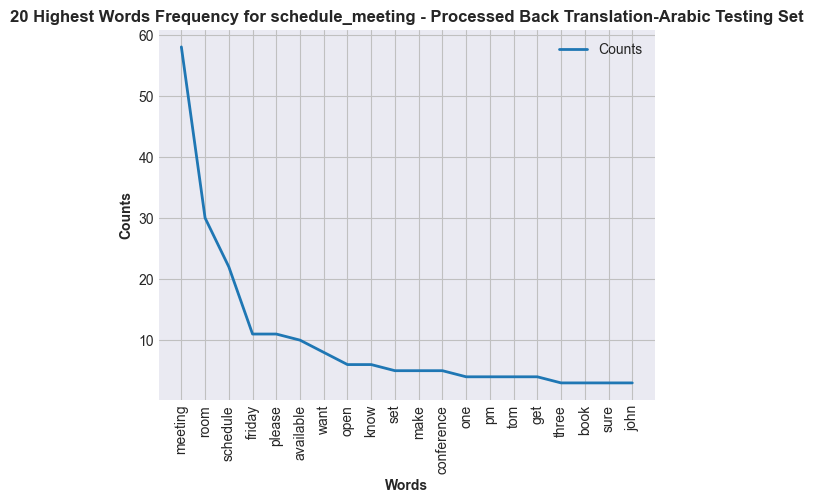 20 Highest Words Frequency for schedule_meeting - Processed Back Translation-Arabic Testing Set
Counts
60
50
40
30
20
10
Counts
meeting
room
schedule
friday
please
available
want
open
know
set
make
conference
one
pm
tom
get
three
book
sure
john
Words